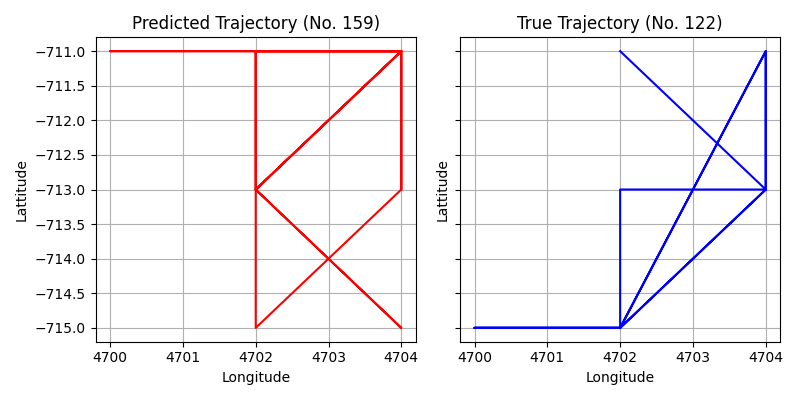 Predicted Trajectory (No. 159)
True Trajectory (No. 122)
−711.0
−711.5
−712.0
−712.5
−713.0
−713.5
−714.0
−714.5
−715.0
Lattitude
Lattitude
4700 4701 4702 4703 4704
4700 4701 4702 4703 4704
Longitude
Longitude